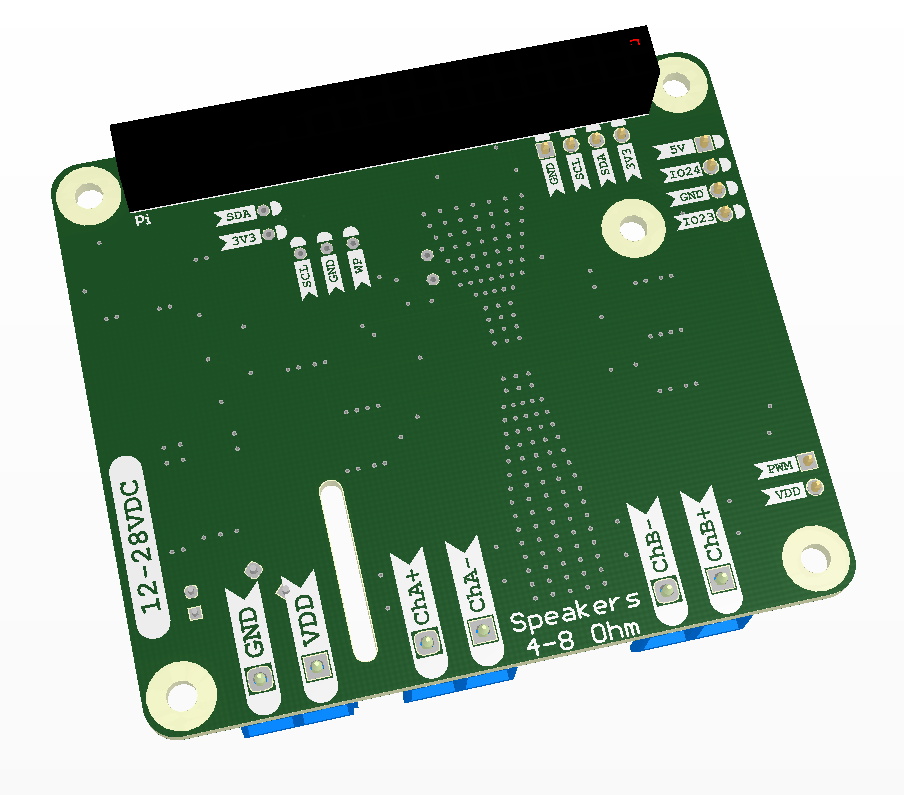 Pi
SDA
3V3
SCL
GND
WP
GND
SCL
SDA
3V3
5V
IO24
GND
IO23
12-28VDC
GND
VDD
ChA+
ChA-
Speakers
4-8 Ohm
ChB-
ChB+
PWM
VDD